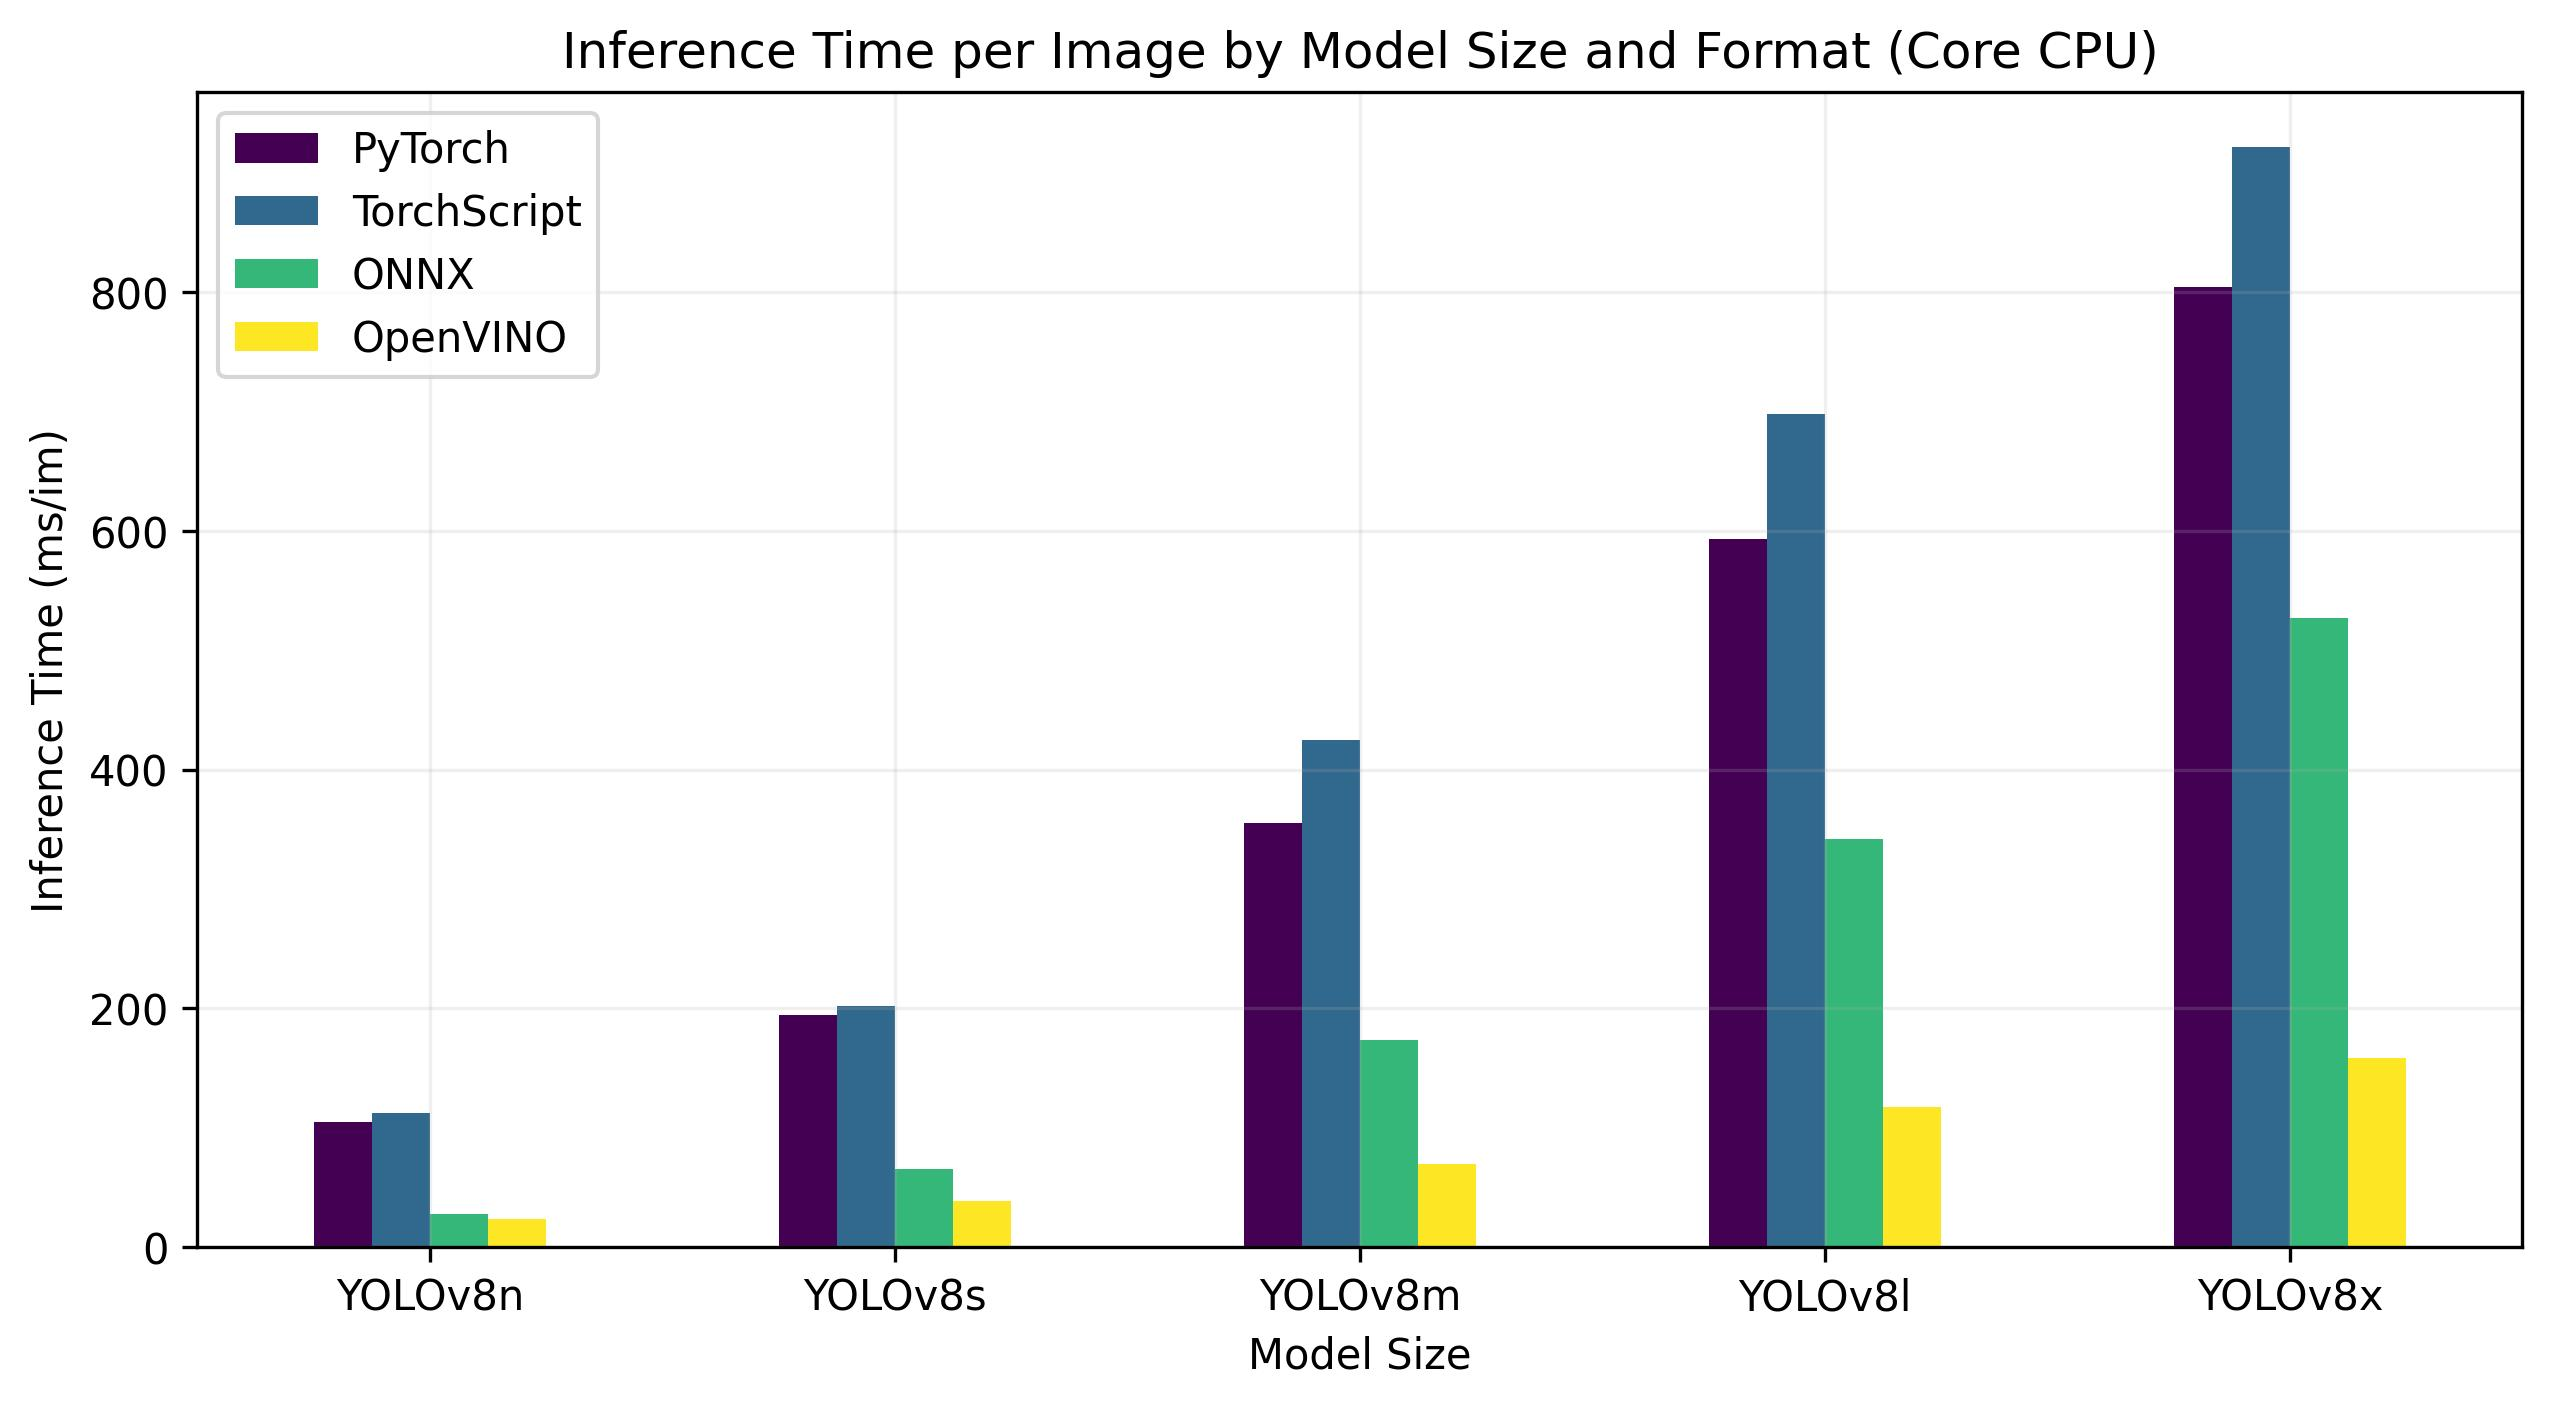 Inference Time per Image by Model Size and Format (Core CPU)
PyTorch
TorchScript
ONNX
OpenVINO
Inference Time (ms/im)
800
600
400
200
0
YOLOv8n YOLOv8s YOLOv8m YOLOv8l YOLOv8x
Model Size